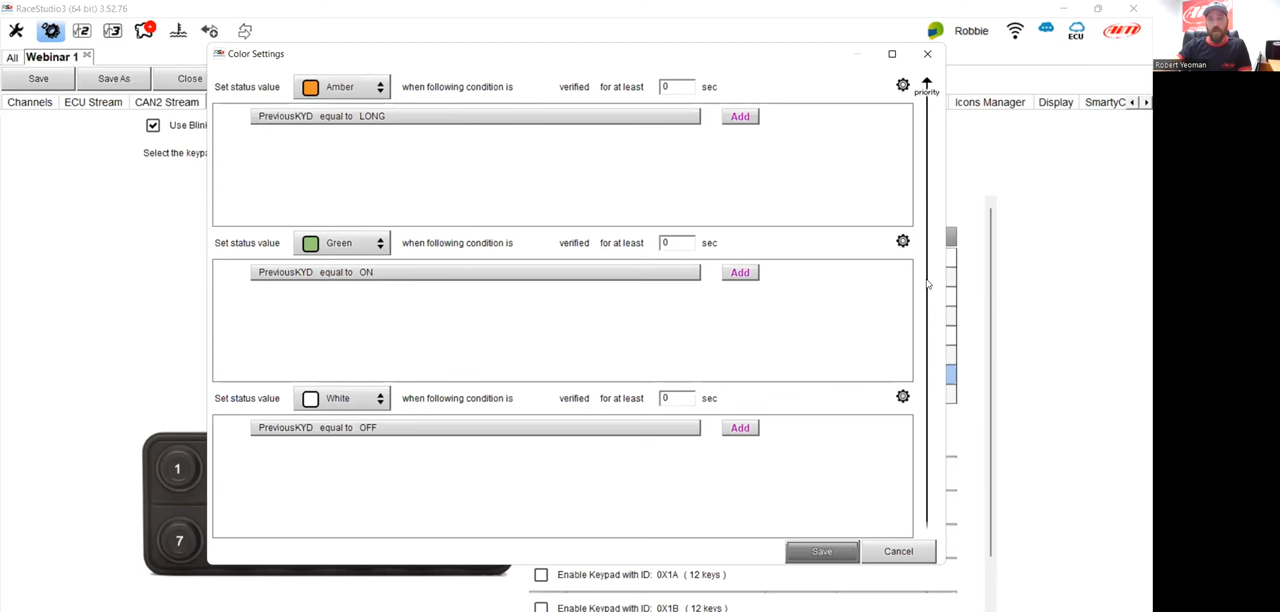 RaceStudio3 (64 bit) 3.52.76
Robbie
ECU
All Webinar 1
Save Save As Close
Channels ECU Stream CAN2 Stream Icons Manager Display SmartyC
Use Blin
Select the keypa
Color Settings
Set status value Amber when following condition is verified for at least 0 sec
priority
PreviousKYD equal to LONG Add
Set status value Green when following condition is verified for at least 0 sec
PreviousKYD equal to ON Add
Set status value White when following condition is verified for at least 0 sec
PreviousKYD equal to OFF Add
Save Cancel
1
7
Enable Keypad with ID: 0X1A ( 12 keys )
Enable Keypad with ID: 0X1B ( 12 keys )
Robert Yeoman